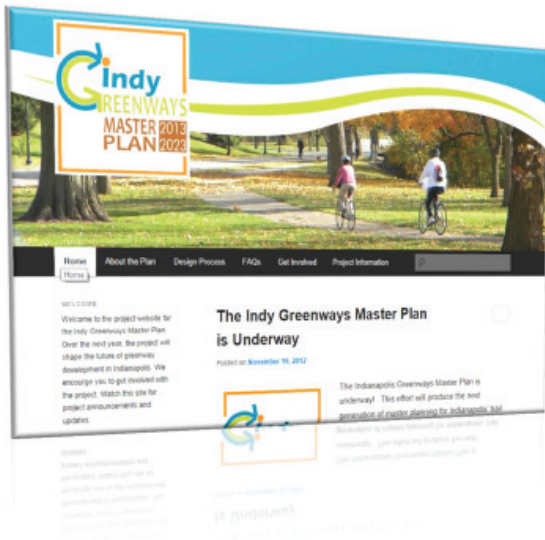 indy
GREENWAYS
MASTER 2013
PLAN 2023
Home About the Plan Design Process FAQs Get Involved Project Information
Home
WELCOME
Welcome to the project website for
the Indy Greenways Master Plan.
Over the next year, the project will
shape the future of greenway
development in Indianapolis. We
encourge you to get involved with
the project. Watch this site for
project announcements and
updates.
The Indy Greenways Master Plan
is Underway
Posted on November 19, 2012
The Indianapolis Greenways Master Plan is
underway! This effort will produce the next
generation of master planning for Indianapolis' trail